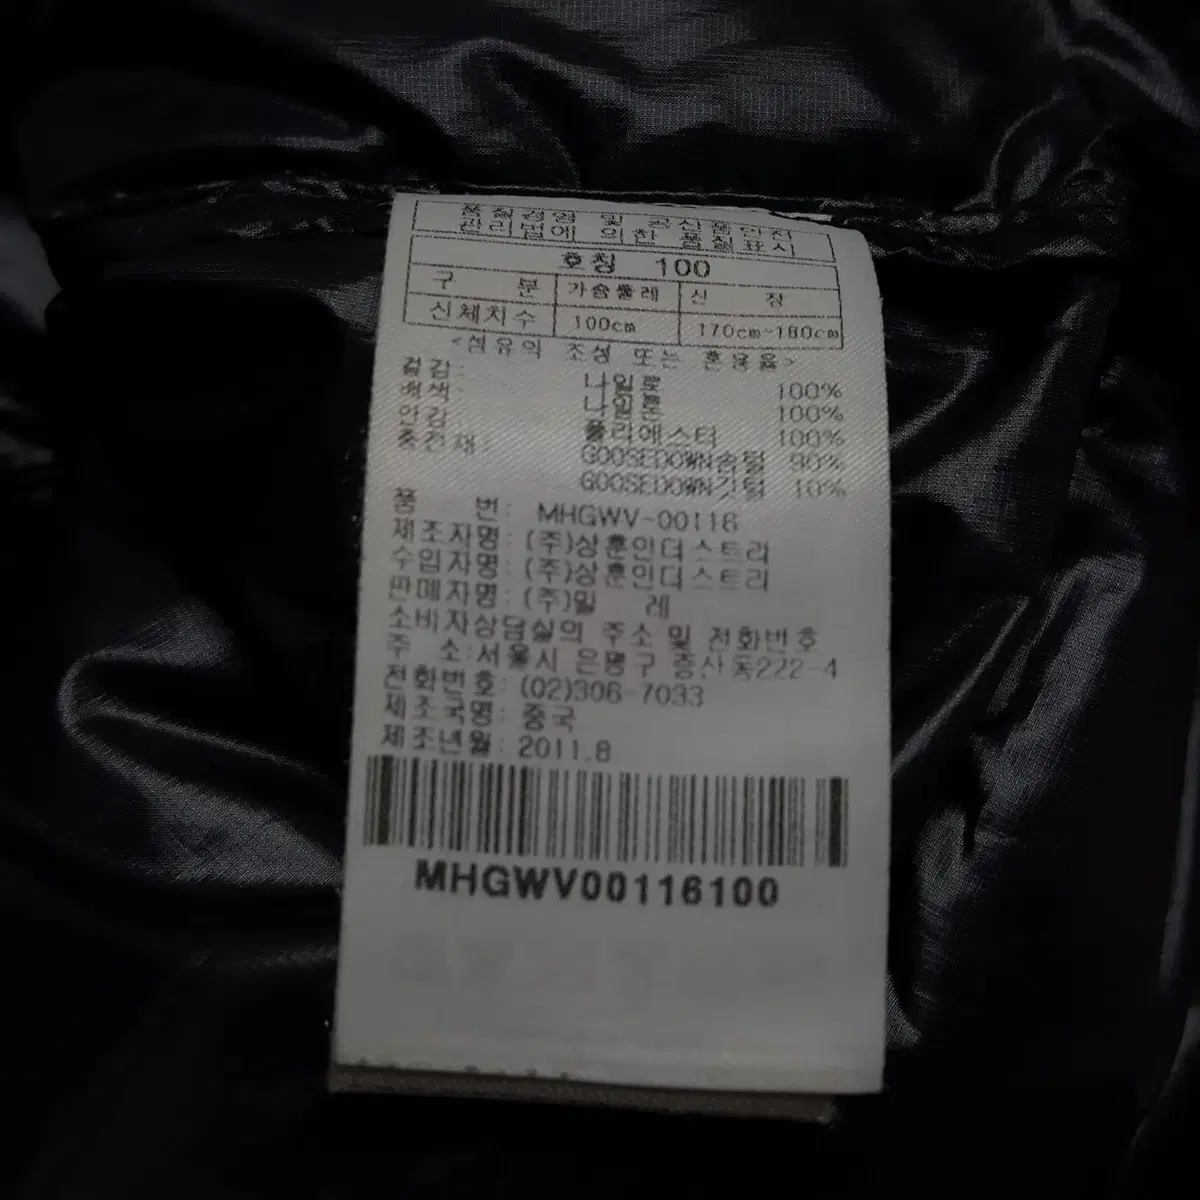 품질경영 및 공산품안전
관리법에 의한 품질표시
호칭 100
구 분 가슴둘레 신 장
신체치수 100cm 170cm~180cm
<섬유의 조성 또는 혼용율>
겉감: 나일론 100%
배색: 나일론 100%
안감: 폴리에스터 100%
충전재: GOOSEDOWN솜털 90%
GOOSEDOWN깃털 10%
품 번: MHGWV-00116
제조자명: (주)상훈인더스트리
수입자명: (주)상훈인더스트리
판매자명: (주)밀 레
소비자상담실의 주소 및 전화번호
주 소: 서울시 은평구 증산동222-4
전화번호: (02)306-7033
제조국명: 중국
제조년월: 2011.8
MHGWV00116100